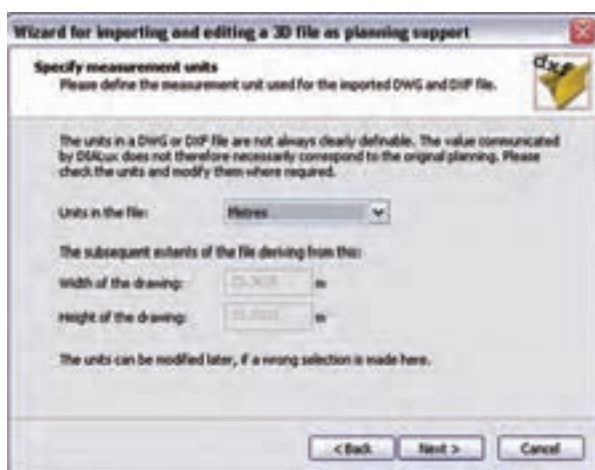 Wizard for importing and editing a 3D file as planning support
Specify measurement units
Please define the measurement unit used for the imported DWG and DXF file.
dxf
The units in a DWG or DXF file are not always clearly definable. The value communicated
by DIALux does not therefore necessarily correspond to the original planning. Please
check the units and modify them where required.
Units in the file: Metres
The subsequent extents of the file deriving from this:
Width of the drawing: m
Height of the drawing: m
The units can be modified later, if a wrong selection is made here.
< Back Next > Cancel